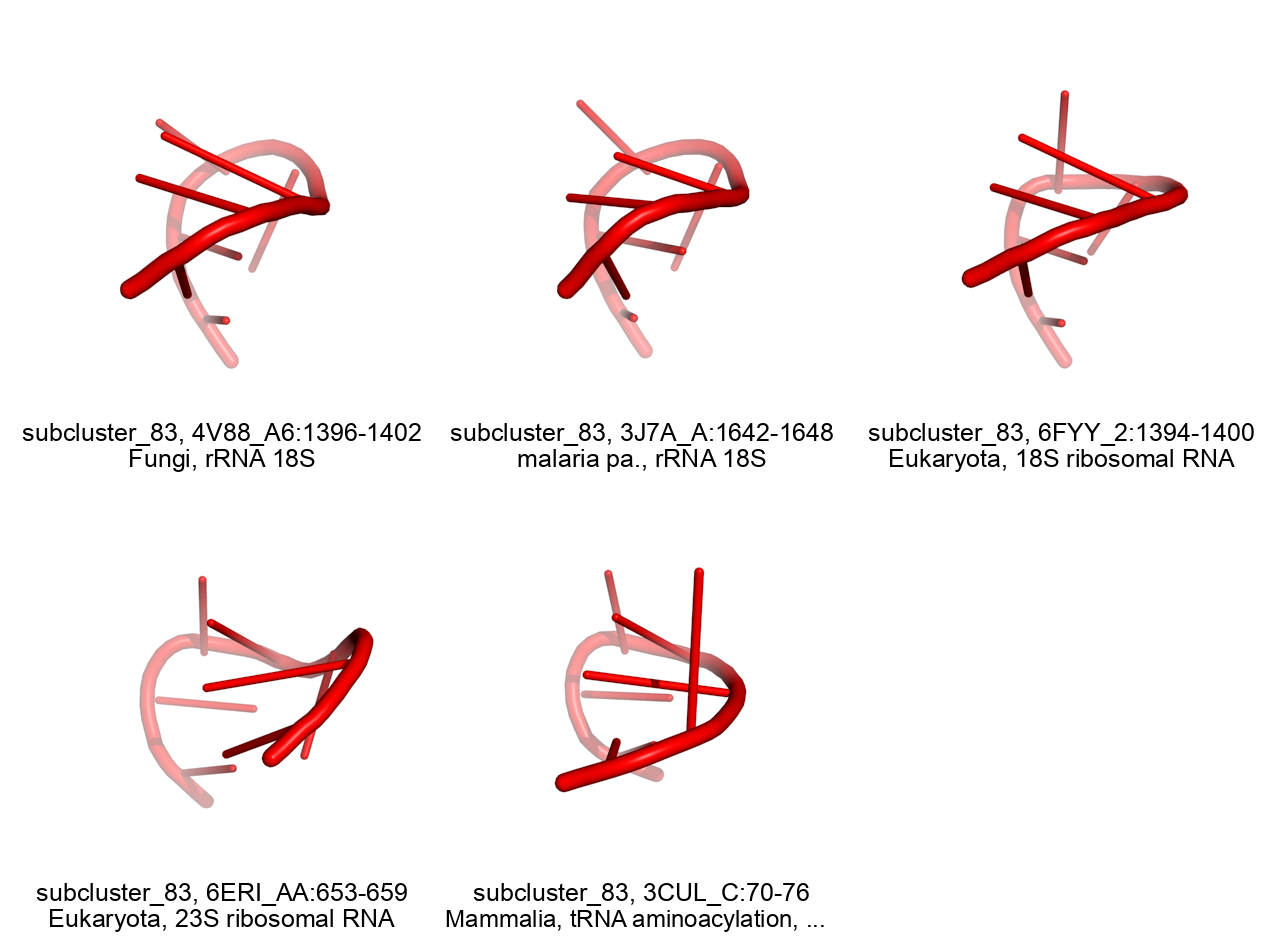 subcluster_83, 4V88_A6:1396-1402
Fungi, rRNA 18S
subcluster_83, 3J7A_A:1642-1648
malaria pa., rRNA 18S
subcluster_83, 6FYY_2:1394-1400
Eukaryota, 18S ribosomal RNA
subcluster_83, 6ERI_AA:653-659
Eukaryota, 23S ribosomal RNA
subcluster_83, 3CUL_C:70-76
Mammalia, tRNA aminoacylation, ...